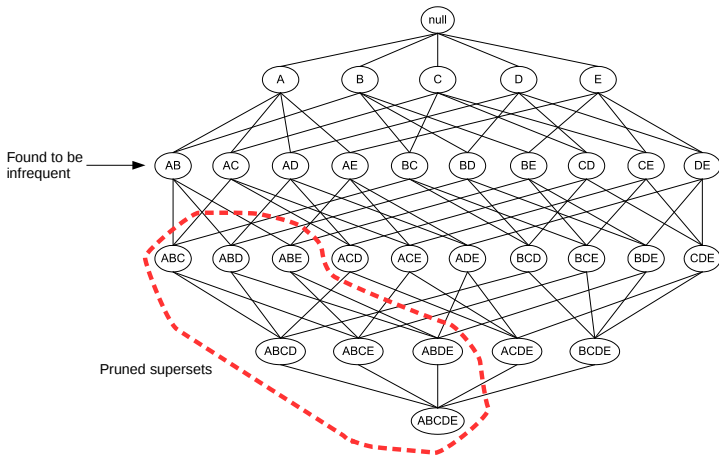 null
A B C D E
Found to be
infrequent
AB AC AD AE BC BD BE CD CE DE
ABC ABD ABE ACD ACE ADE BCD BCE BDE CDE
ABCD ABCE ABDE ACDE BCDE
Pruned supersets
ABCDE